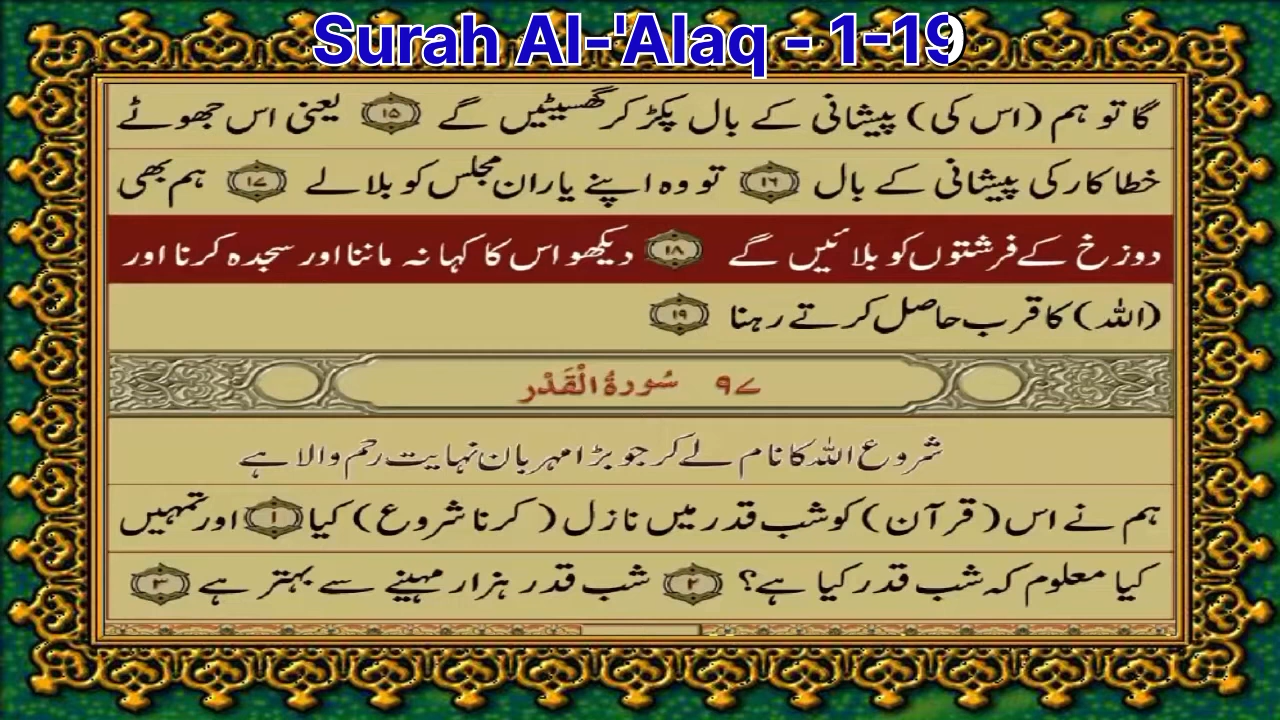 Surah Al-'Alaq - 1-19
گا تو ہم (اس کی) پیشانی کے بال پکڑ کر گھسیٹیں گے ۱۵ یعنی اس جھوٹے
خطا کار کی پیشانی کے بال ۱۶ تو وہ اپنے یاران مجلس کو بلا لے ۱۷ ہم بھی
دوزخ کے فرشتوں کو بلائیں گے ۱۸ دیکھو اس کا کہا نہ ماننا اور سجدہ کرنا اور
(اللہ) کا قرب حاصل کرتے رہنا ۱۹
۹۷ سُورۃُ الْقَدْر
شروع اللہ کا نام لے کر جو بڑا مہربان نہایت رحم والا ہے
ہم نے اس (قرآن) کو شب قدر میں نازل (کرنا شروع) کیا ۱ اور تمہیں
کیا معلوم کہ شب قدر کیا ہے؟ ۲ شب قدر ہزار مہینے سے بہتر ہے ۳